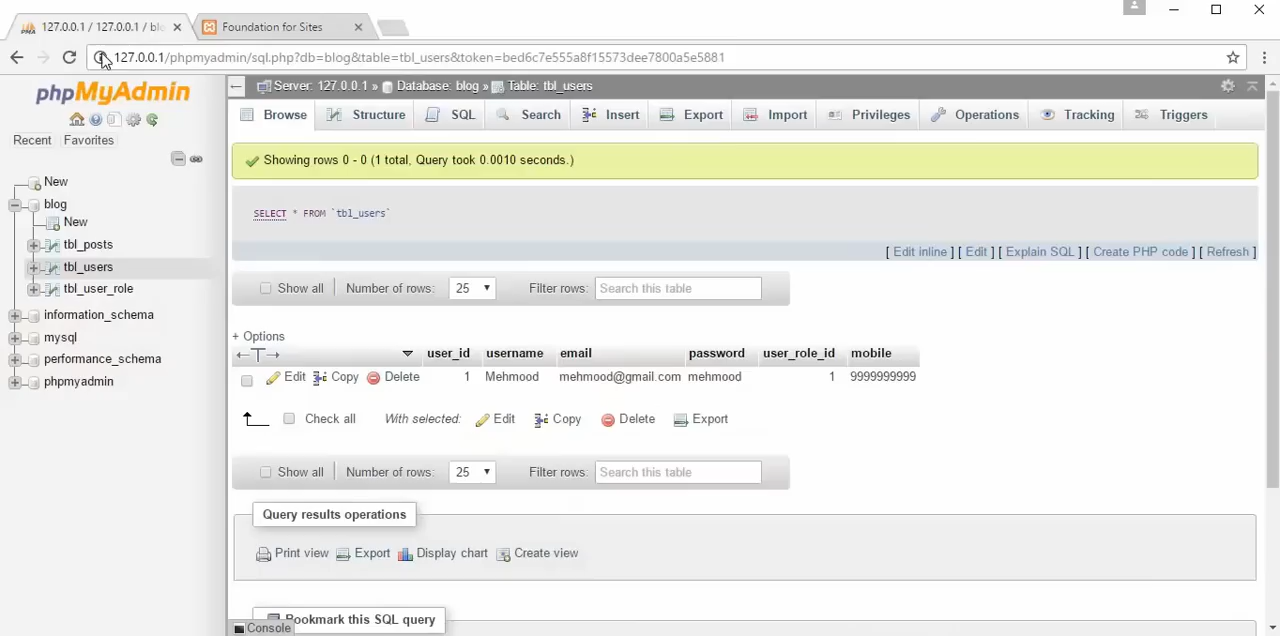 127.0.0.1 / 127.0.0.1 / blo
Foundation for Sites
127.0.0.1/phpmyadmin/sql.php?db=blog&table=tbl_users&token=bed6c7e555a8f15573dee7800a5e5881
phpMyAdmin
Recent Favorites
New
blog
New
tbl_posts
tbl_users
tbl_user_role
information_schema
mysql
performance_schema
phpmyadmin
Server: 127.0.0.1 » Database: blog » Table: tbl_users
Browse Structure SQL Search Insert Export Import Privileges Operations Tracking Triggers
Showing rows 0 - 0 (1 total, Query took 0.0010 seconds.)
SELECT * FROM `tbl_users`
[ Edit inline ] [ Edit ] [ Explain SQL ] [ Create PHP code ] [ Refresh ]
Show all Number of rows: 25 Filter rows: Search this table
+ Options
user_id username email password user_role_id mobile
Edit Copy Delete 1 Mehmood mehmood@gmail.com mehmood 1 9999999999
Check all With selected: Edit Copy Delete Export
Show all Number of rows: 25 Filter rows: Search this table
Query results operations
Print view Export Display chart Create view
Bookmark this SQL query
Console